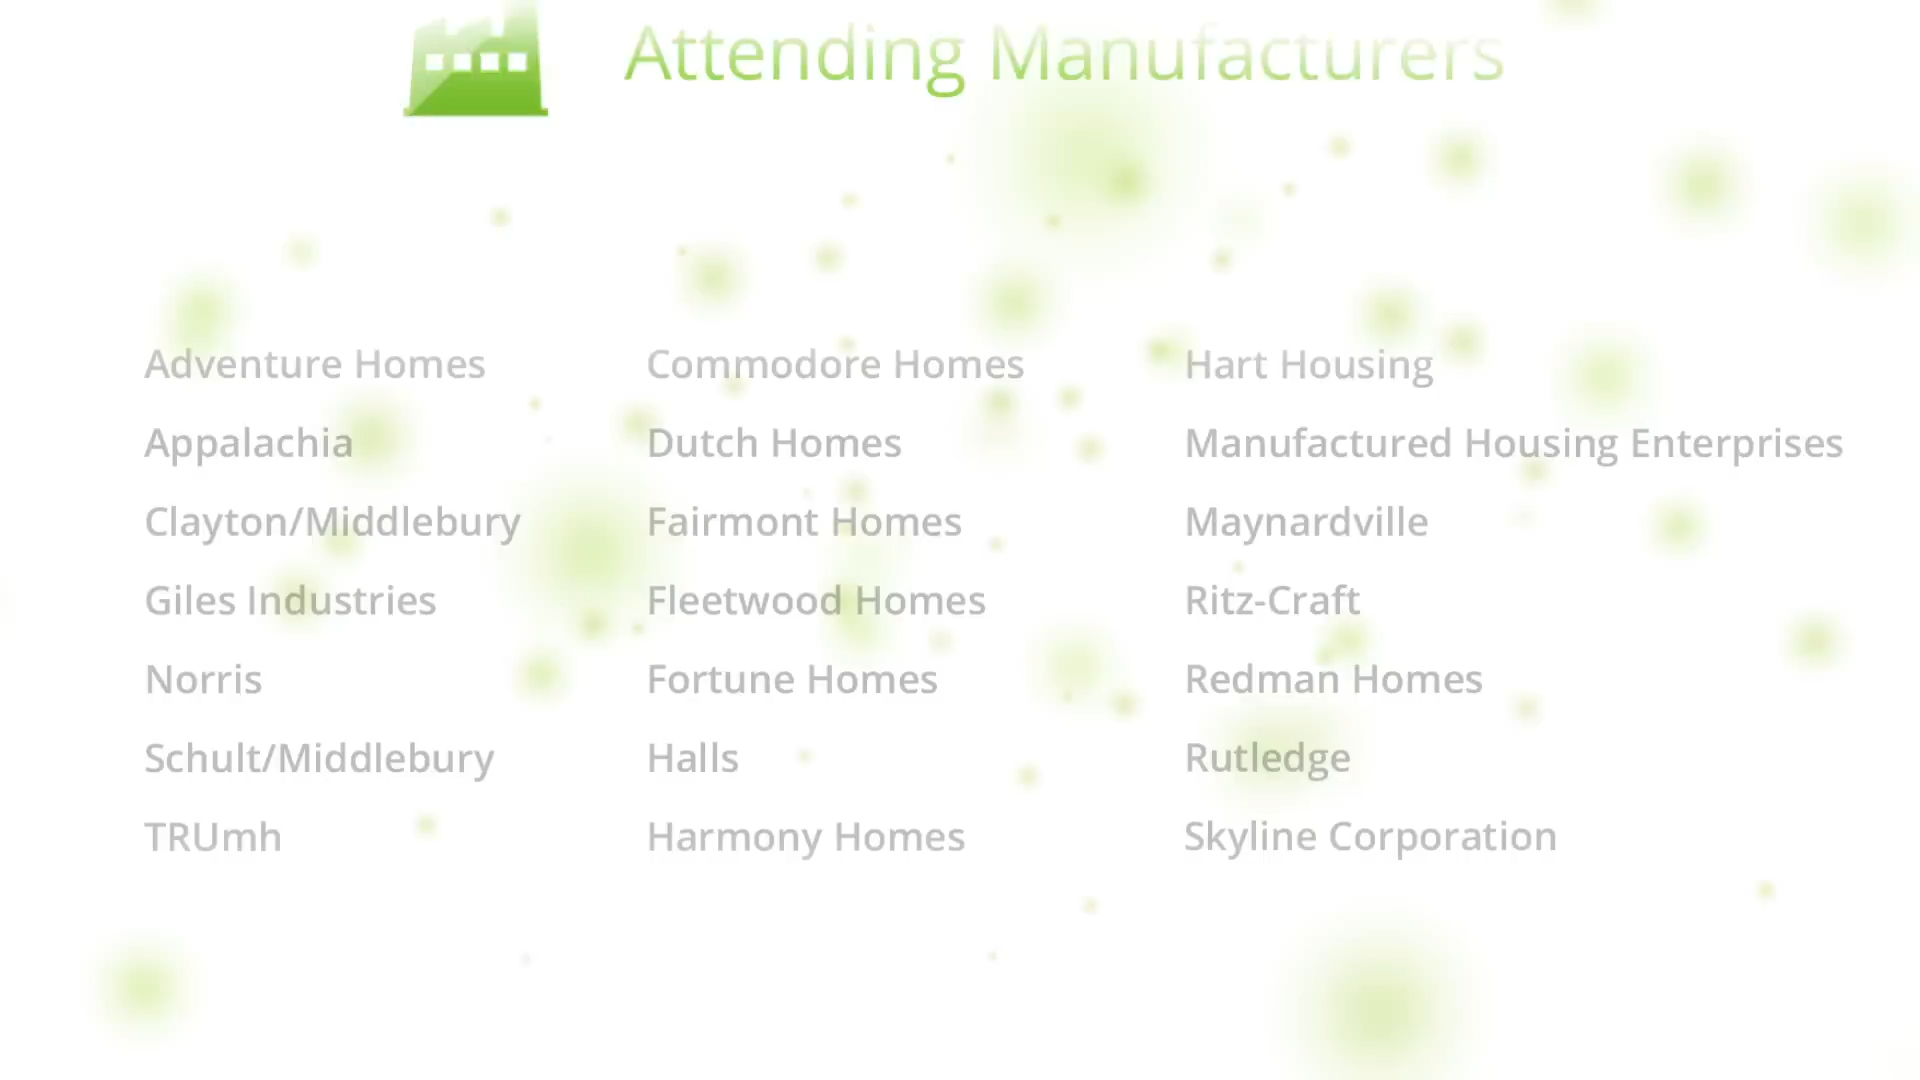 Attending Manufacturers
Adventure Homes
Appalachia
Clayton/Middlebury
Giles Industries
Norris
Schult/Middlebury
TRUmh
Commodore Homes
Dutch Homes
Fairmont Homes
Fleetwood Homes
Fortune Homes
Halls
Harmony Homes
Hart Housing
Manufactured Housing Enterprises
Maynardville
Ritz-Craft
Redman Homes
Rutledge
Skyline Corporation